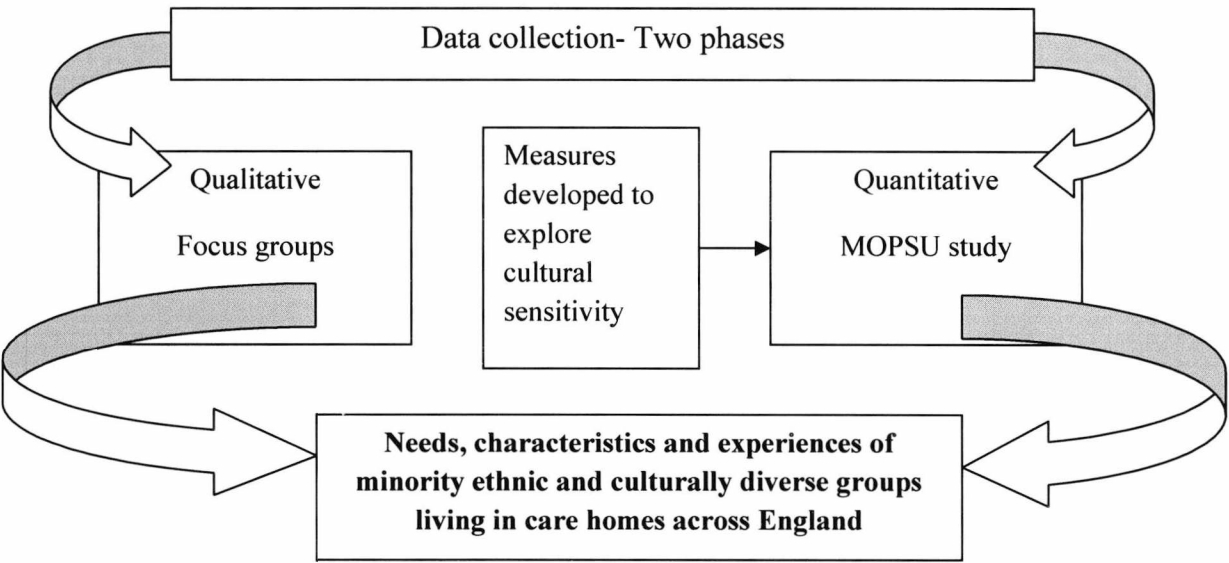 Data collection- Two phases
Qualitative
Focus groups
Measures
developed to
explore
cultural
sensitivity
Quantitative
MOPSU study
Needs, characteristics and experiences of
minority ethnic and culturally diverse groups
living in care homes across England